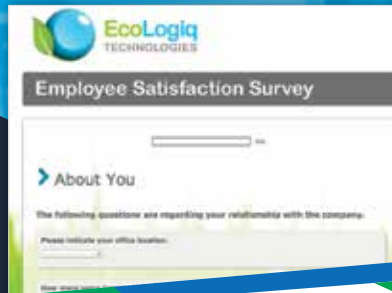 EcoLogiq
TECHNOLOGIES
Employee Satisfaction Survey
About You
The following questions are regarding your relationship with the company.
Please indicate your office location: